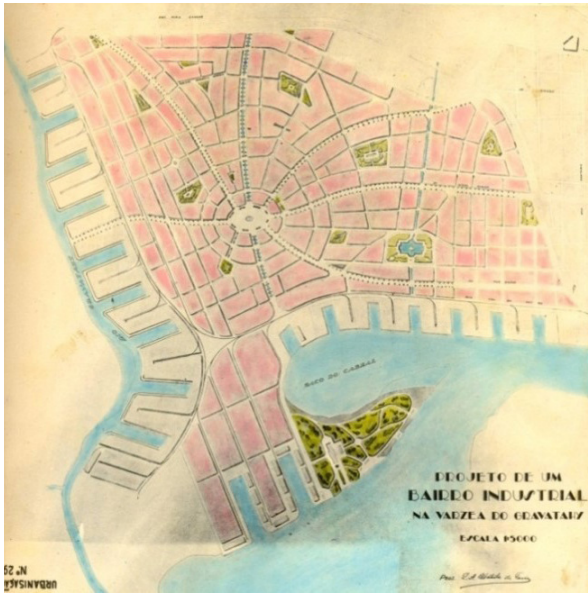 SACO DO CABRAL
PROJETO DE UM
BAIRRO INDUSTRIAL
NA VARZEA DO GRAVATAHY
ESCALA 1:5000
URBANISAÇÃO
Nº 29